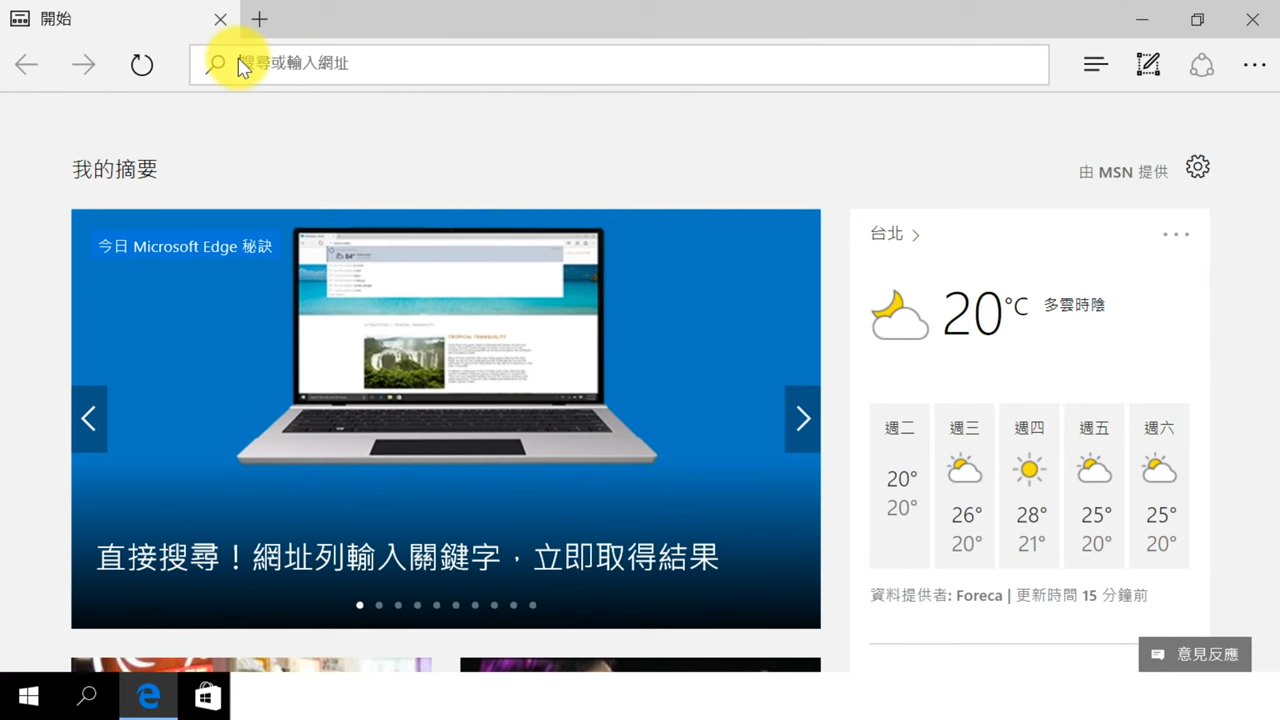 開始
搜尋或輸入網址
我的摘要
由 MSN 提供
今日 Microsoft Edge 秘訣
直接搜尋！網址列輸入關鍵字，立即取得結果
台北
20°C 多雲時陰
週二 週三 週四 週五 週六
20° 26° 28° 25° 25°
20° 20° 21° 20° 20°
資料提供者: Foreca | 更新時間 15 分鐘前
意見反應